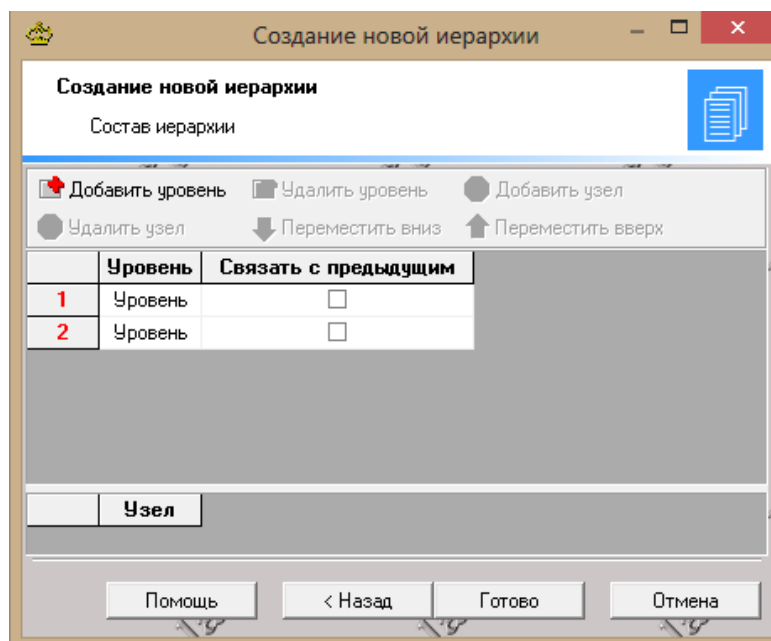 Создание новой иерархии
Создание новой иерархии
Состав иерархии
Добавить уровень Удалить уровень Добавить узел
Удалить узел Переместить вниз Переместить вверх
Уровень Связать с предыдущим
1 Уровень
2 Уровень
Узел
Помощь < Назад Готово Отмена